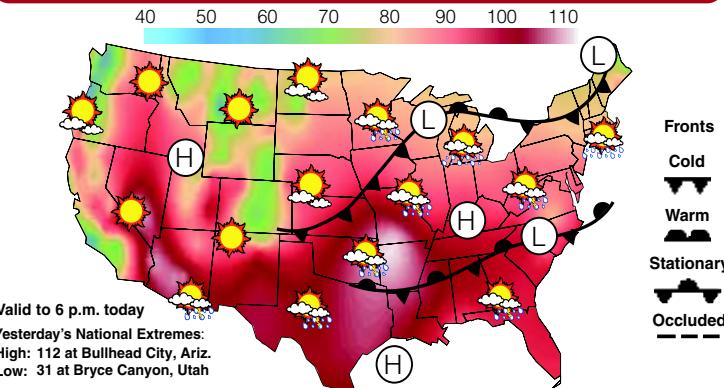 40 50 60 70 80 90 100 110
L
L
H
H
L
H
Fronts
Cold
Warm
Stationary
Occluded
Valid to 6 p.m. today
Yesterday's National Extremes:
High: 112 at Bullhead City, Ariz.
Low: 31 at Bryce Canyon, Utah